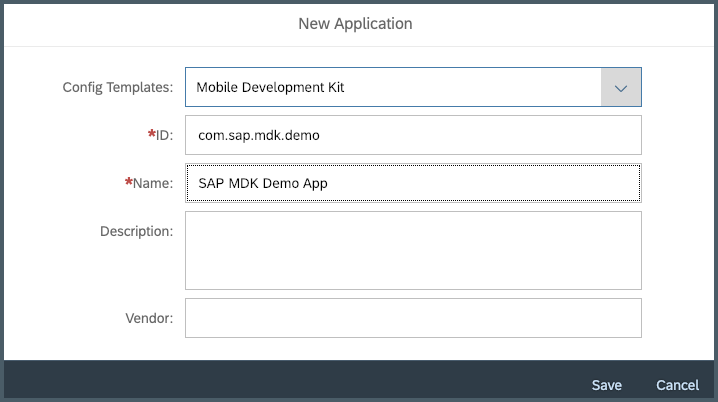 New Application
Config Templates: Mobile Development Kit
*ID: com.sap.mdk.demo
*Name: SAP MDK Demo App
Description:
Vendor:
Save Cancel